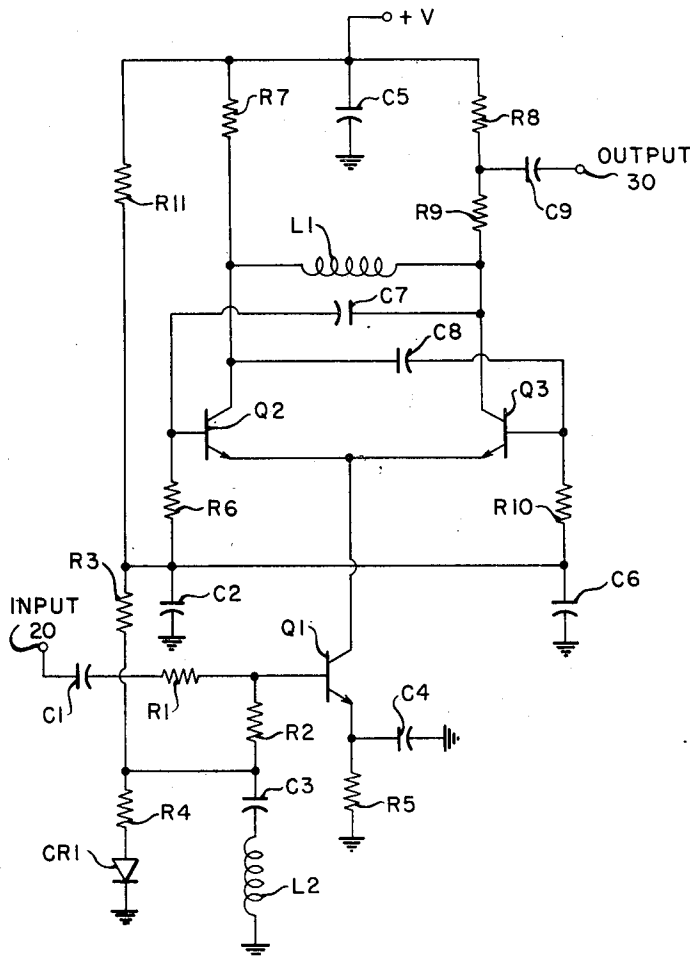 + V
R7
C5
R8
OUTPUT
30
R11
C9
R9
L1
C7
C8
Q3
Q2
R6
R10
R3
C2
C6
INPUT
20
Q1
C4
C1
R1
R2
C3
R5
R4
CR1
L2